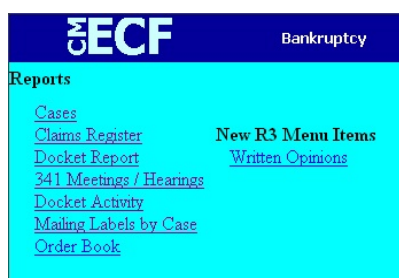 CM ECF Bankruptcy
Reports
Cases
Claims Register New R3 Menu Items
Docket Report Written Opinions
341 Meetings / Hearings
Docket Activity
Mailing Labels by Case
Order Book